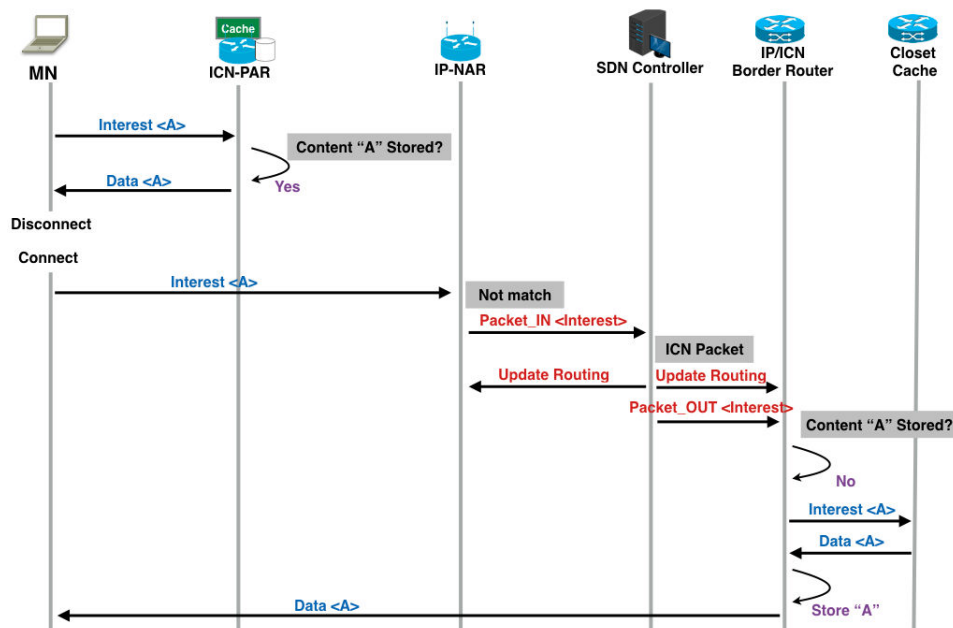 Cache
MN
ICN-PAR
IP-NAR
SDN Controller
IP/ICN
Border Router
Closet
Cache
Interest <A>
Content “A” Stored?
Data <A>
Yes
Disconnect
Connect
Interest <A>
Not match
Packet_IN <Interest>
ICN Packet
Update Routing
Update Routing
Packet_OUT <Interest>
Content “A” Stored?
No
Interest <A>
Data <A>
Data <A>
Store “A”